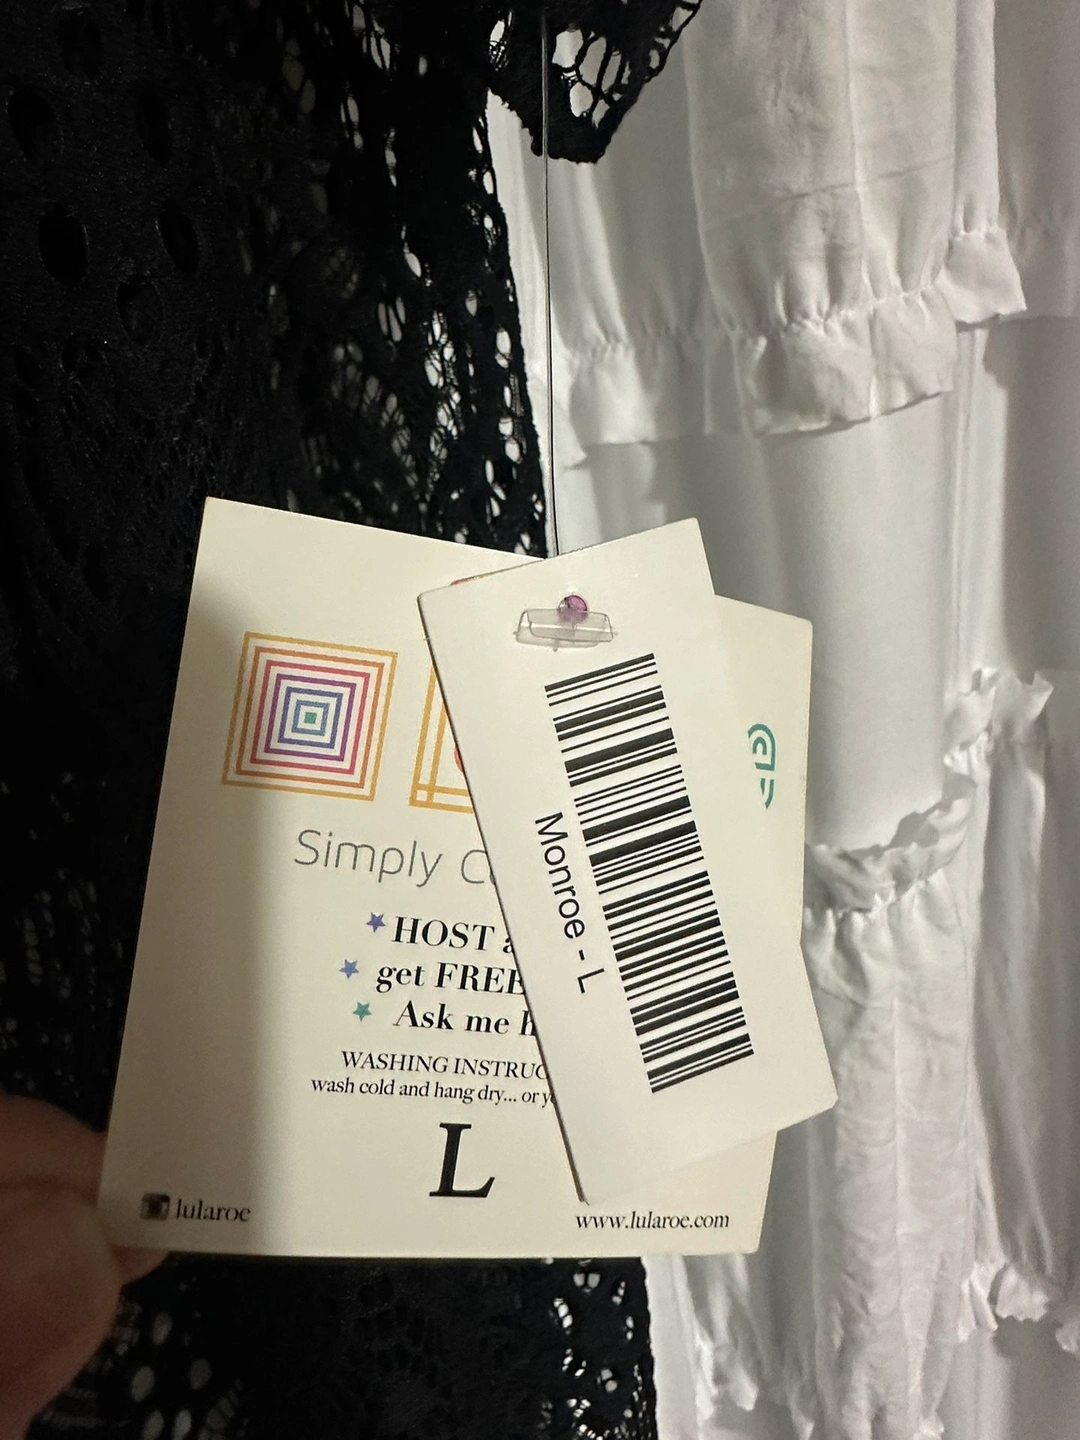 Simply
HOST
get FREE
Ask me
WASHING INSTRUC
wash cold and hang dry... or
L
lularoe
www.lularoe.com
Monroe - L